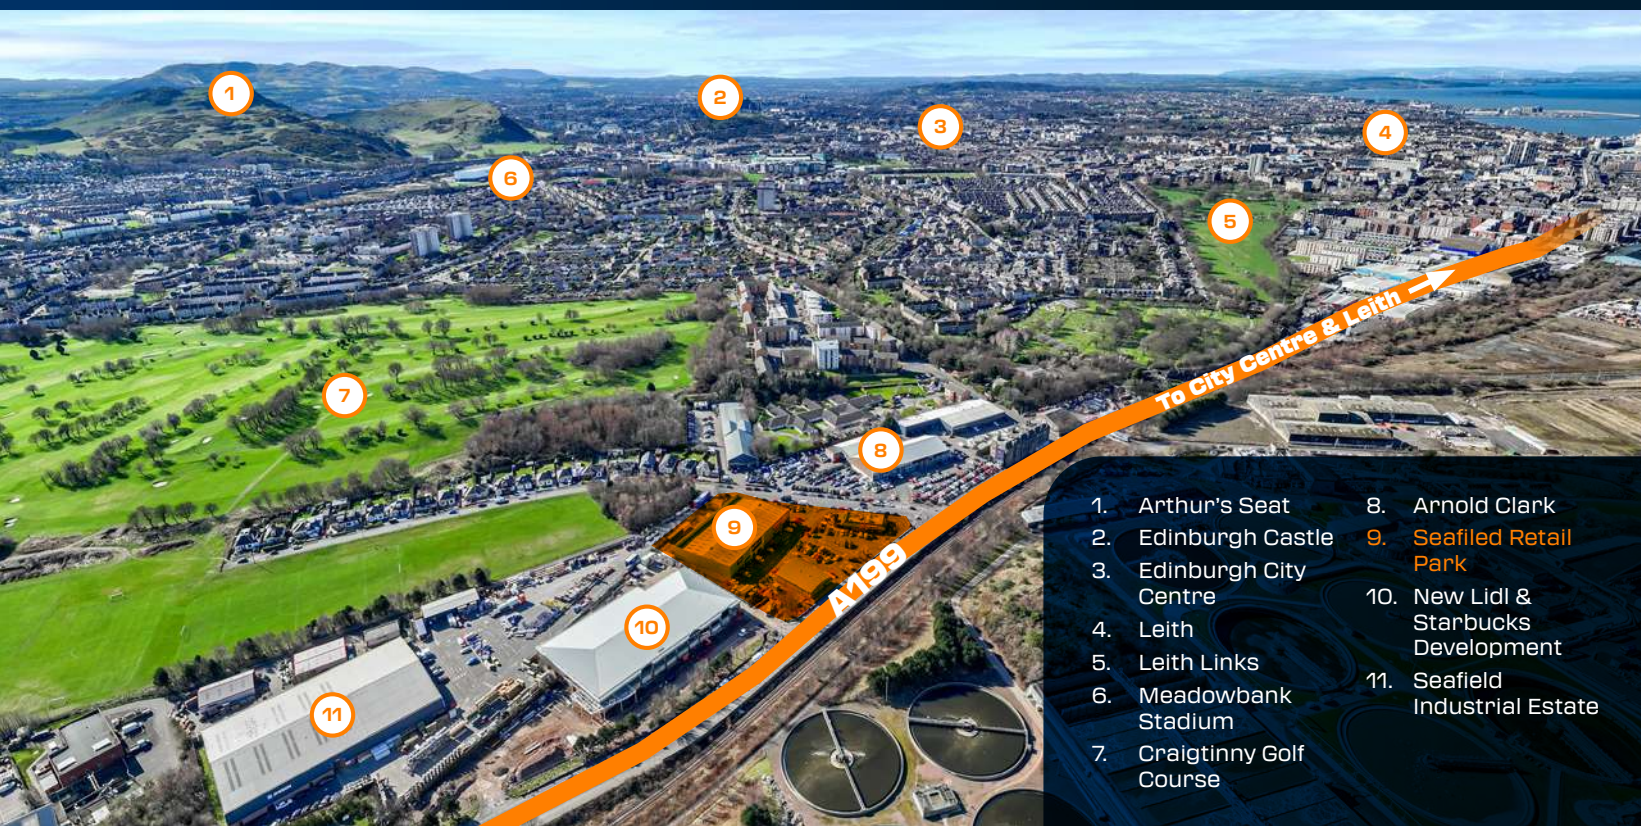 1
2
3
4
6
5
To City Centre & Leith
7
8
9
A199
10
11
1. Arthur's Seat
2. Edinburgh Castle
3. Edinburgh City
Centre
4. Leith
5. Leith Links
6. Meadowbank
Stadium
7. Craigtinny Golf
Course
8. Arnold Clark
9. Seafiled Retail
Park
10. New Lidl &
Starbucks
Development
11. Seafield
Industrial Estate